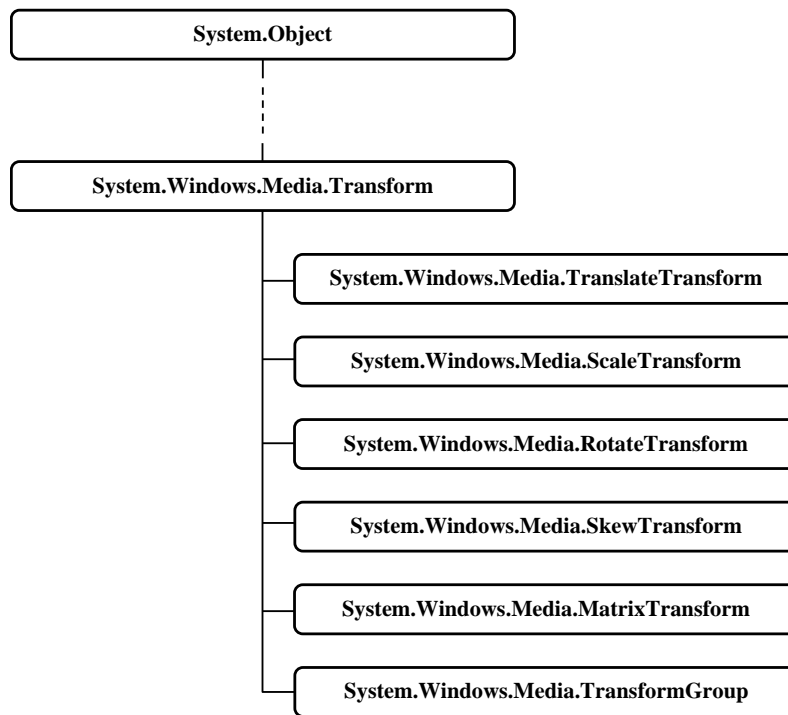 System.Object
System.Windows.Media.Transform
System.Windows.Media.TranslateTransform
System.Windows.Media.ScaleTransform
System.Windows.Media.RotateTransform
System.Windows.Media.SkewTransform
System.Windows.Media.MatrixTransform
System.Windows.Media.TransformGroup